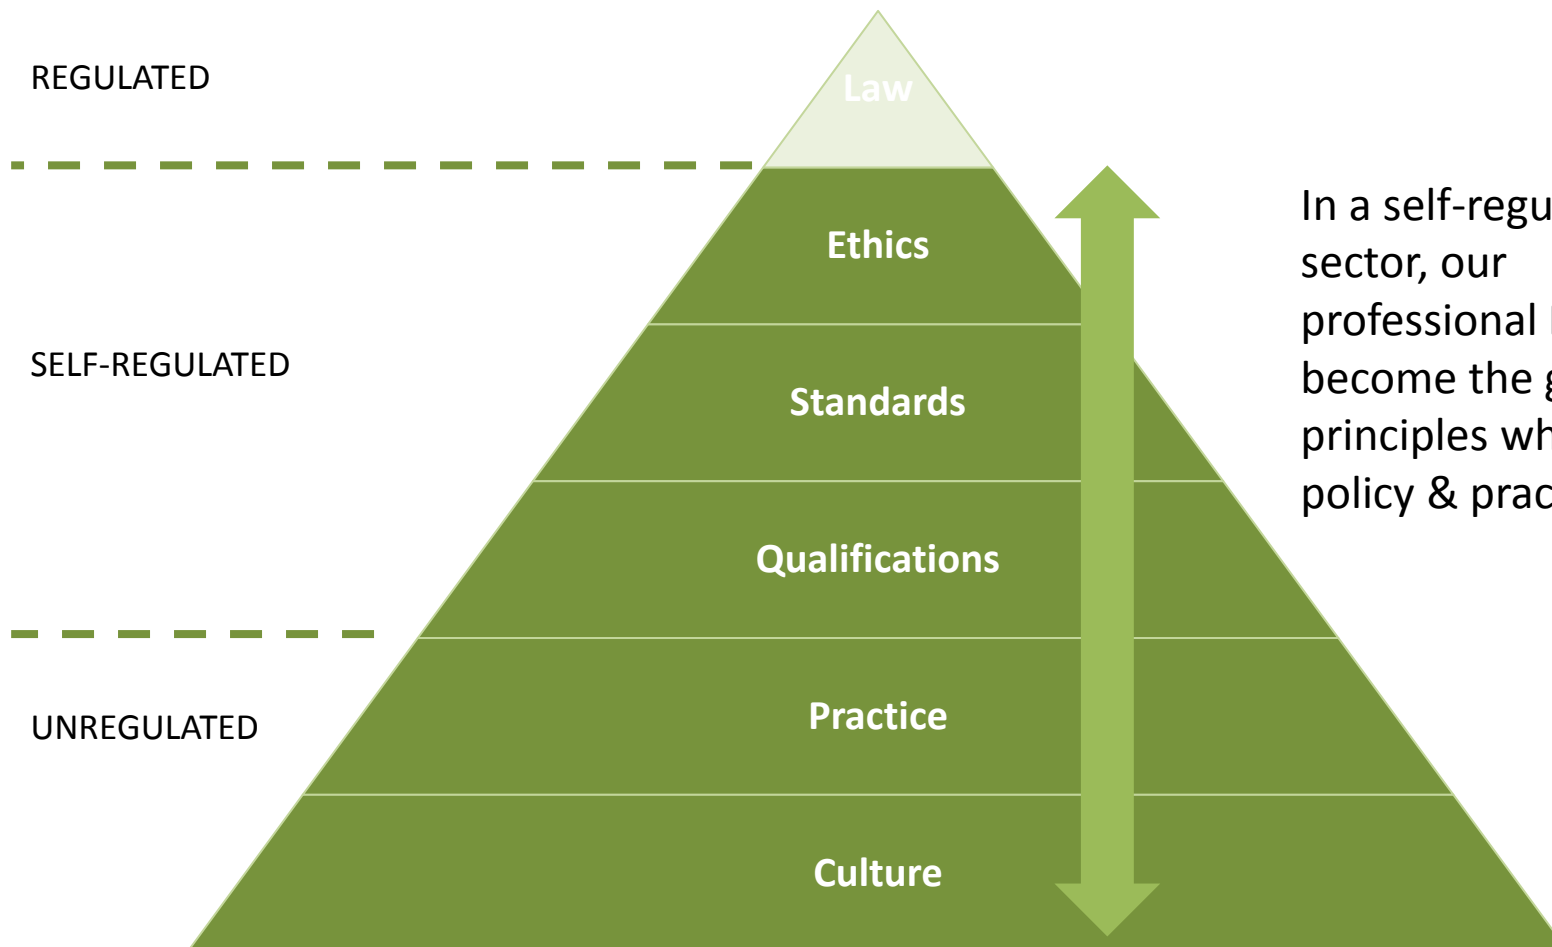 REGULATED
Law
Ethics
SELF-REGULATED
Standards
Qualifications
UNREGULATED
Practice
Culture
In a self-regu
sector, our
professional
become the
principles wh
policy & prac